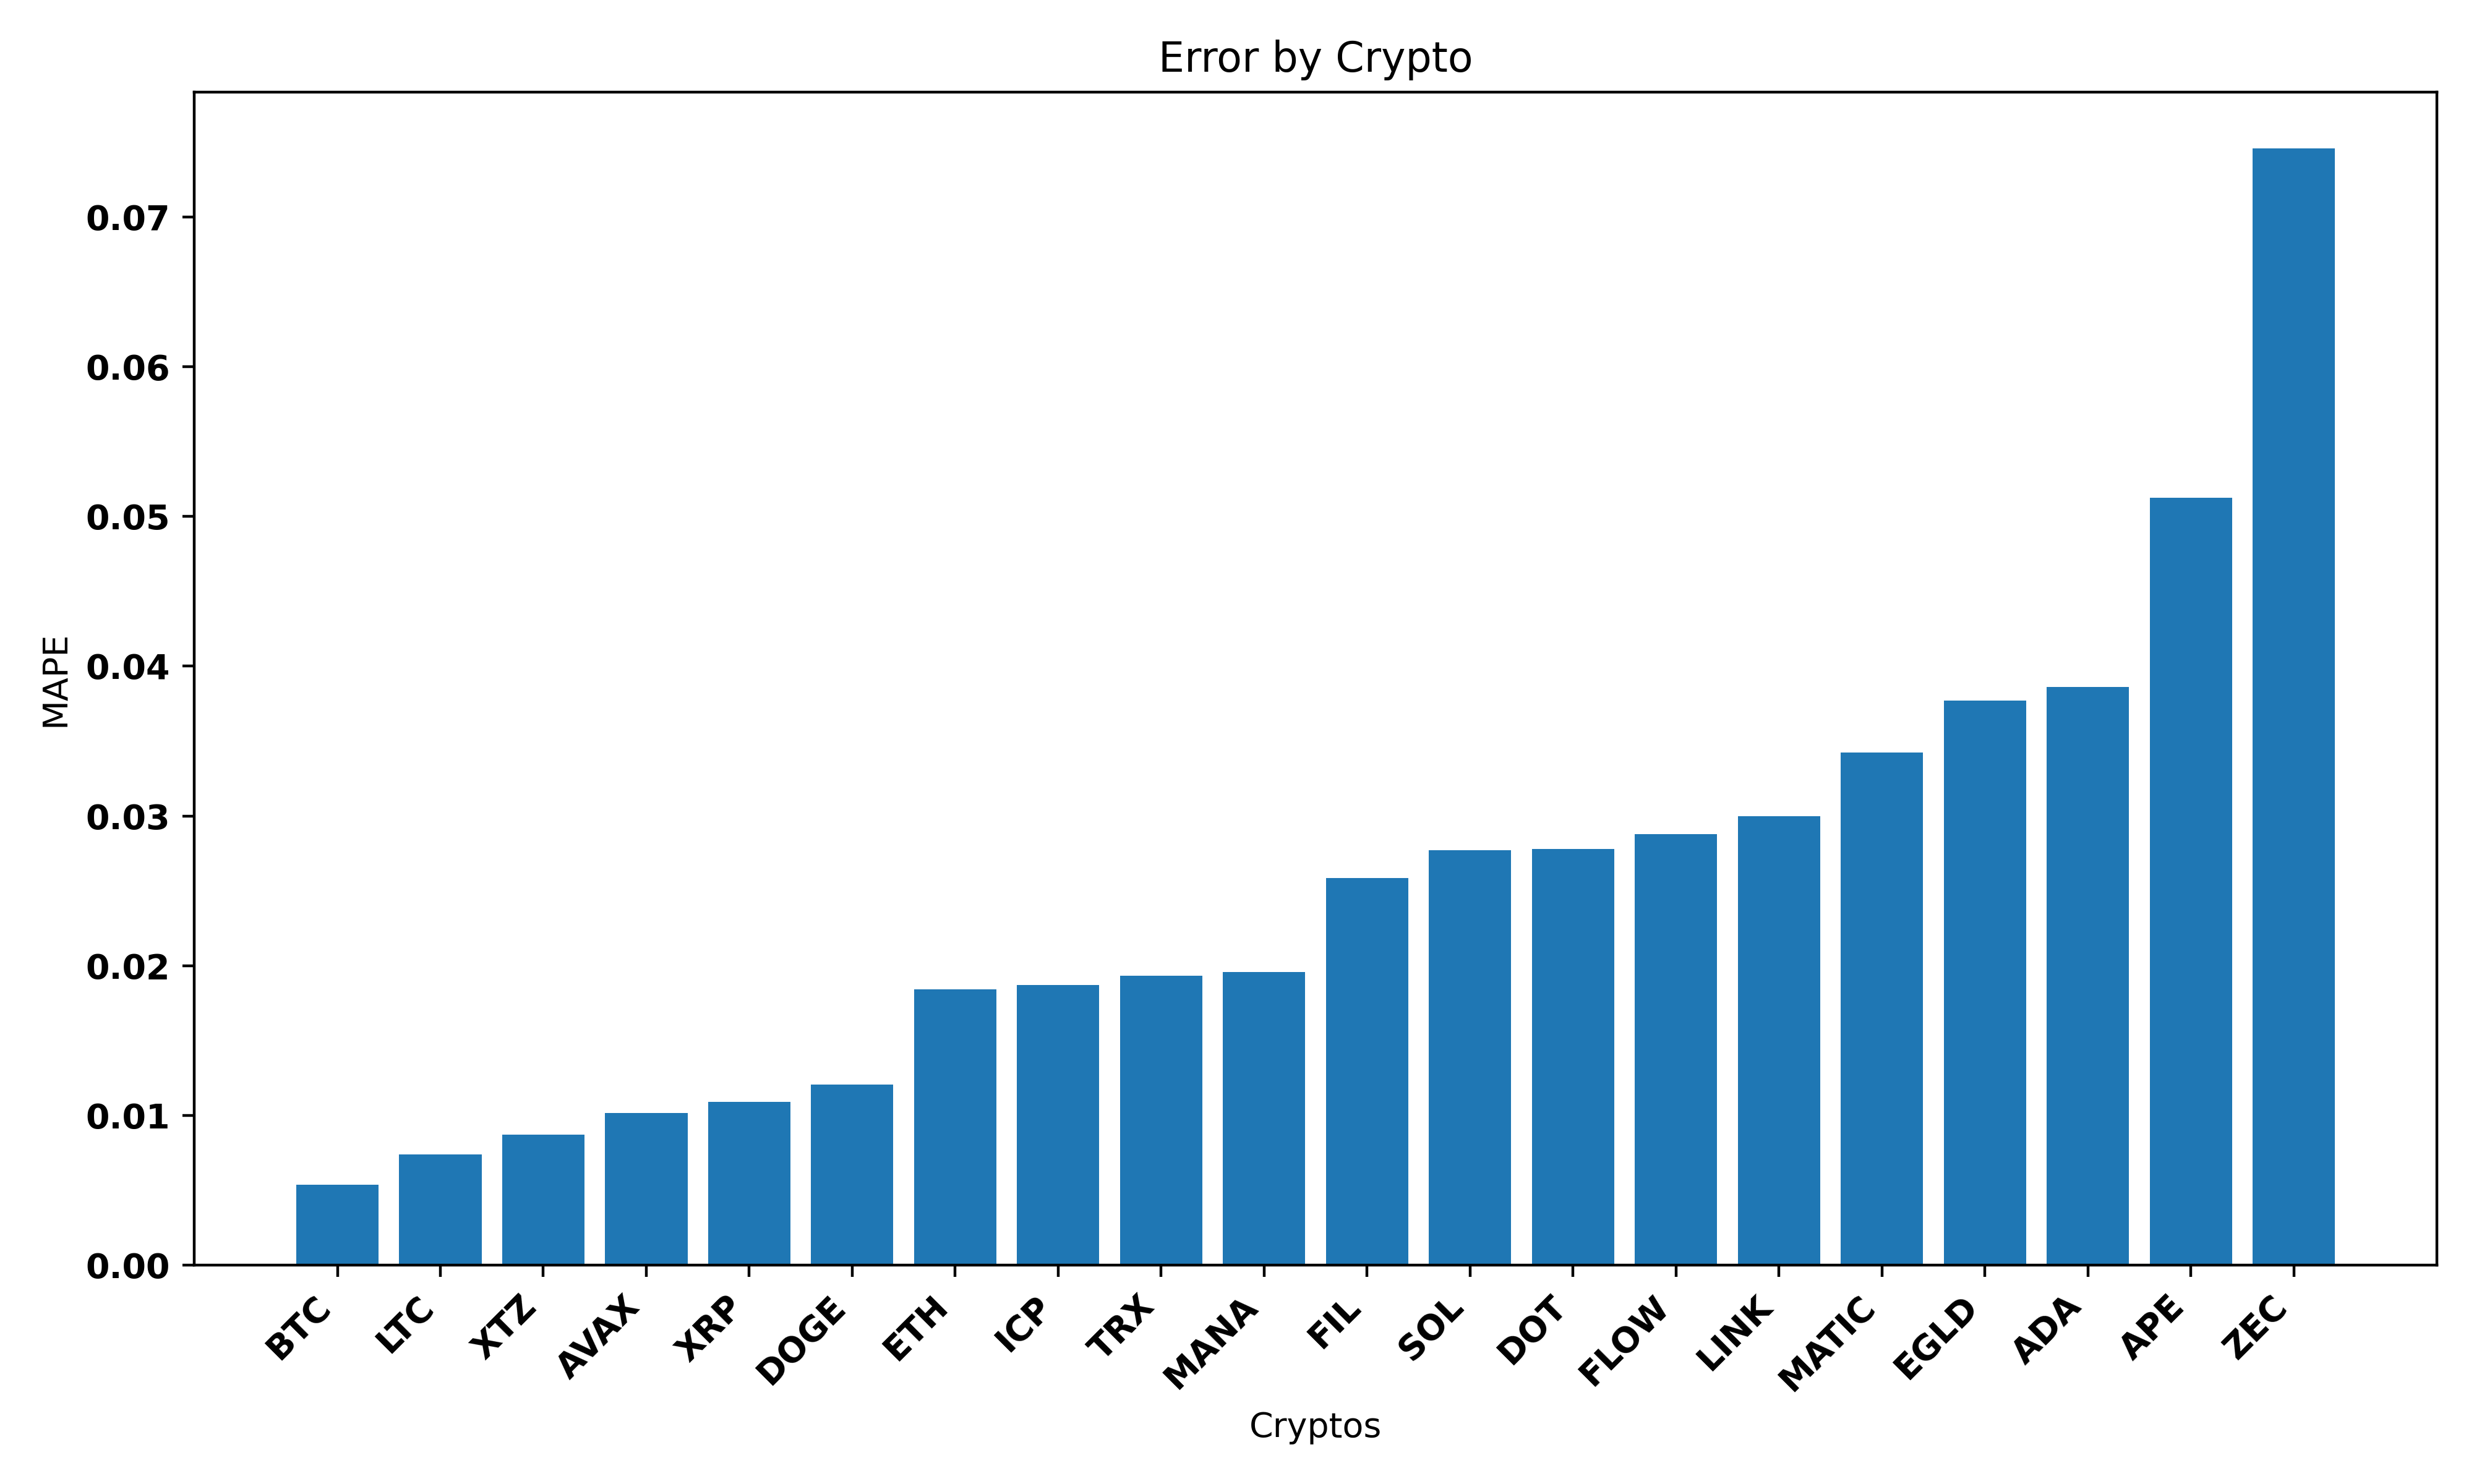 Error by Crypto
MAPE
0.07
0.06
0.05
0.04
0.03
0.02
0.01
0.00
BTC
LTC
XTZ
AVAX
XRP
DOGE
ETH
ICP
TRX
MANA
FIL
SOL
DOT
FLOW
LINK
MATIC
EGLD
ADA
APE
ZEC
Cryptos